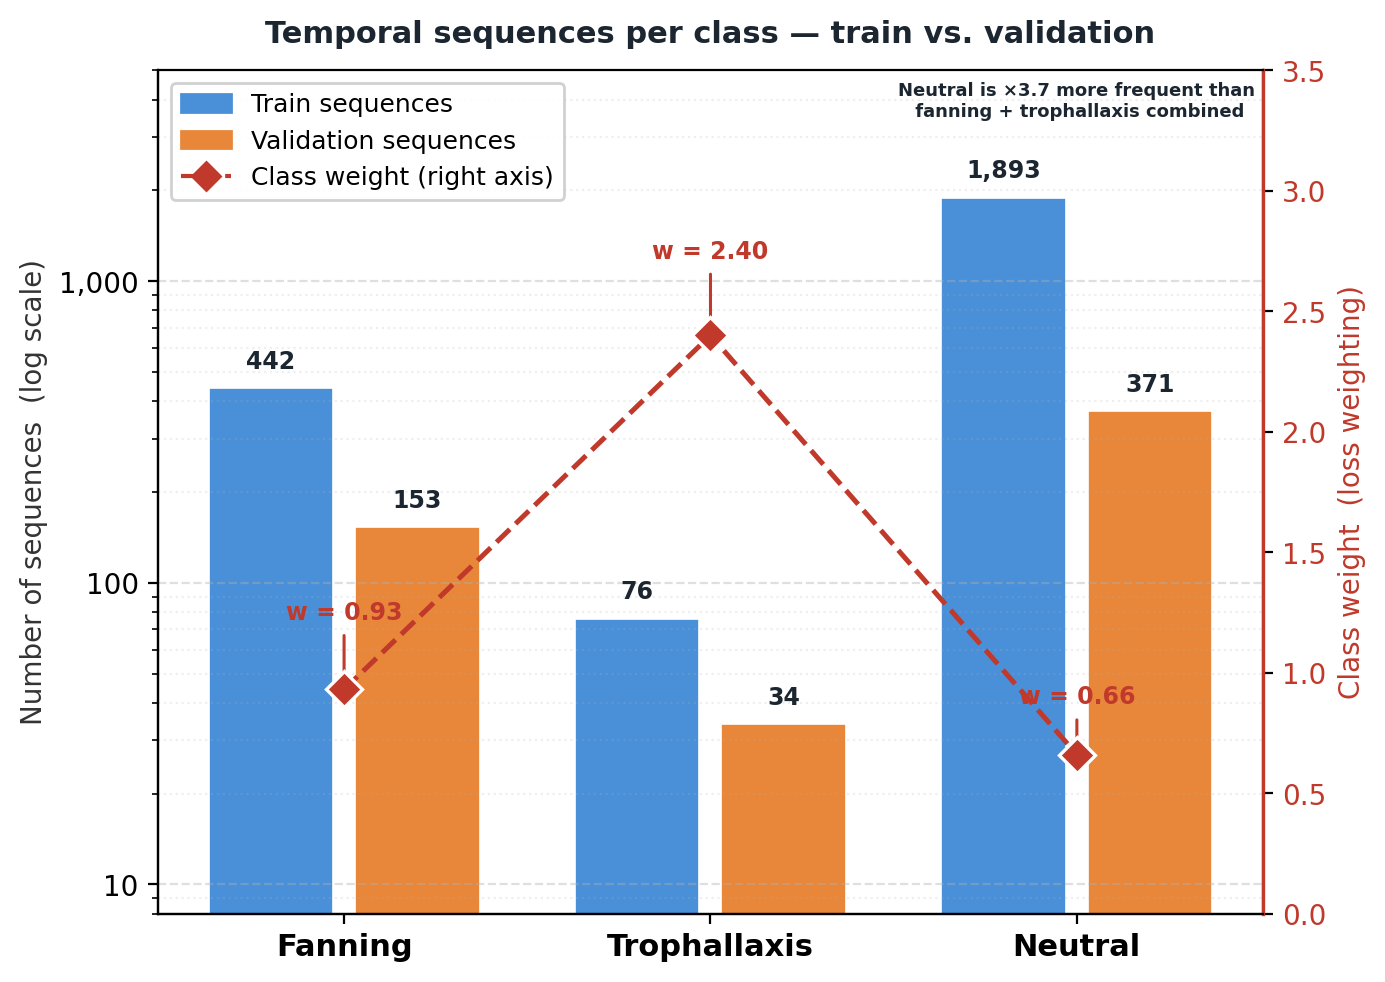 Temporal sequences per class — train vs. validation
Train sequences
Validation sequences
Class weight (right axis)
Neutral is ×3.7 more frequent than
fanning + trophallaxis combined
Number of sequences (log scale)
1,000
100
10
442
153
w = 0.93
w = 2.40
76
34
1,893
371
w = 0.66
3.5
3.0
2.5
2.0
1.5
1.0
0.5
0.0
Class weight (loss weighting)
Fanning
Trophallaxis
Neutral